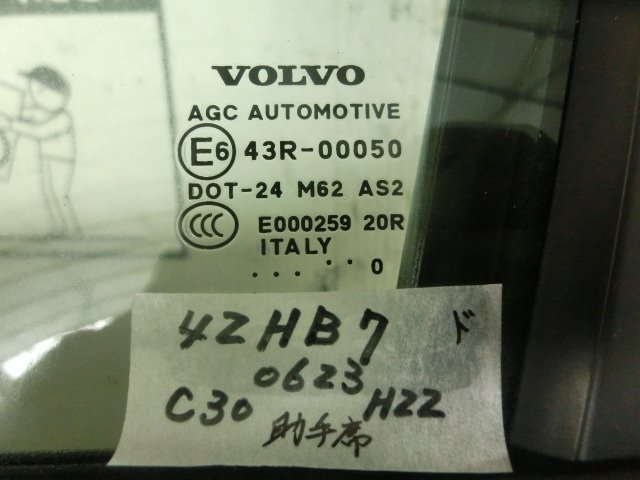 VOLVO
AGC AUTOMOTIVE
E6 43R-00050
DOT-24 M62 AS2
CCC E000259 20R
ITALY
... .. 0
4ZHB7 ド
0623
C30 H22
助手席